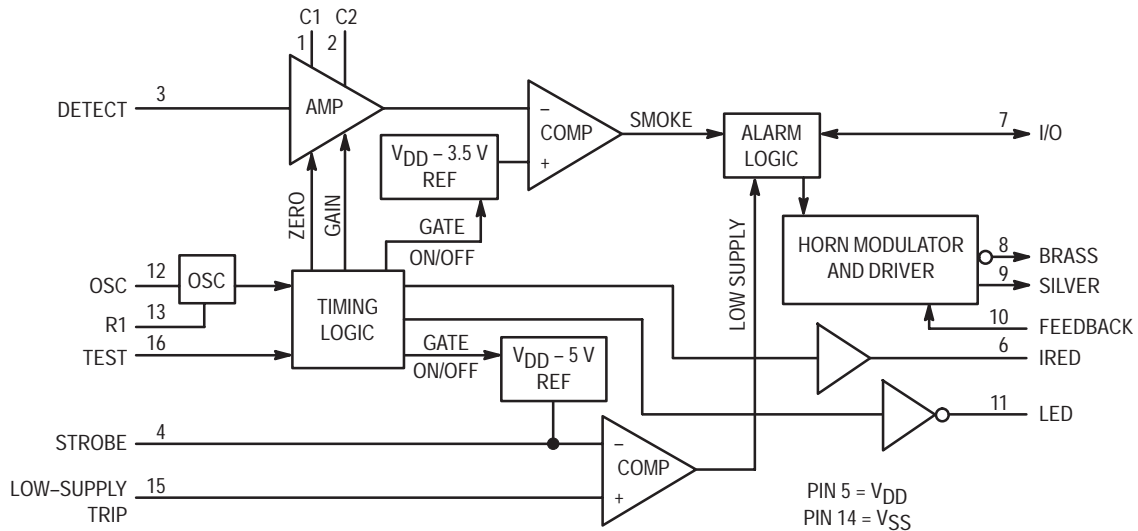 C1 C2
1 2
DETECT 3
AMP
–
COMP
+
SMOKE
ALARM
LOGIC
7 I/O
VDD – 3.5 V
REF
ZERO
GAIN
GATE
ON/OFF
LOW SUPPLY
HORN MODULATOR
AND DRIVER
8 BRASS
9 SILVER
10 FEEDBACK
OSC 12
OSC
R1 13
TEST 16
TIMING
LOGIC
GATE
ON/OFF
VDD – 5 V
REF
6 IRED
11 LED
STROBE 4
–
COMP
+
LOW–SUPPLY
TRIP
15
PIN 5 = VDD
PIN 14 = VSS